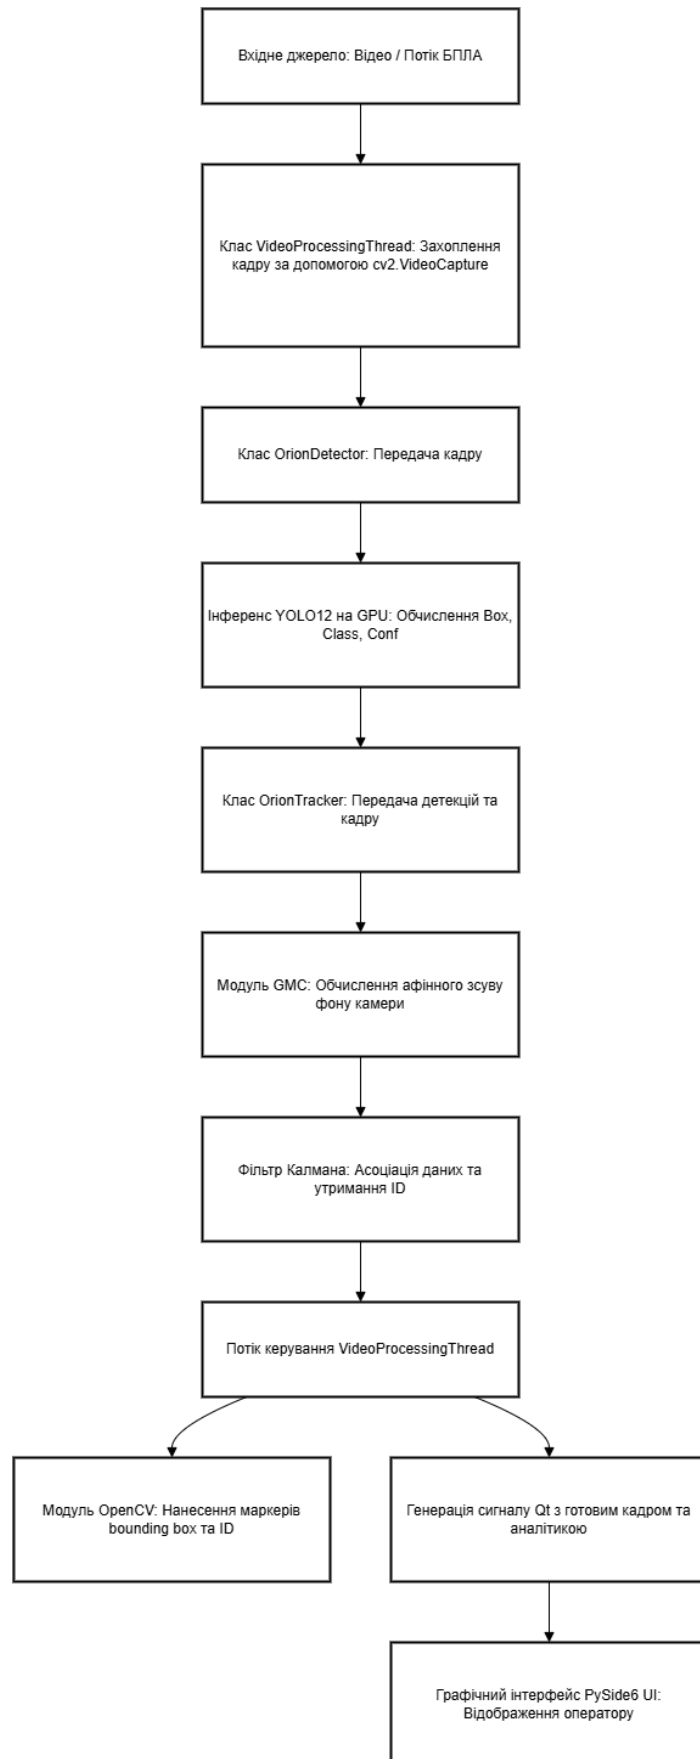 Вхідне джерело: Відео / Потік БПЛА
Клас VideoProcessingThread: Захоплення
кадру за допомогою cv2.VideoCapture
Клас OrionDetector: Передача кадру
Інференс YOLO12 на GPU: Обчислення Box,
Class, Conf
Клас OrionTracker: Передача детекцій та
кадру
Модуль GMC: Обчислення афінного зсуву
фону камери
Фільтр Калмана: Асоціація даних та
утримання ID
Потік керування VideoProcessingThread
Модуль OpenCV: Нанесення маркерів
bounding box та ID
Генерація сигналу Qt з готовим кадром та
аналітикою
Графічний інтерфейс PySide6 UI:
Відображення оператору